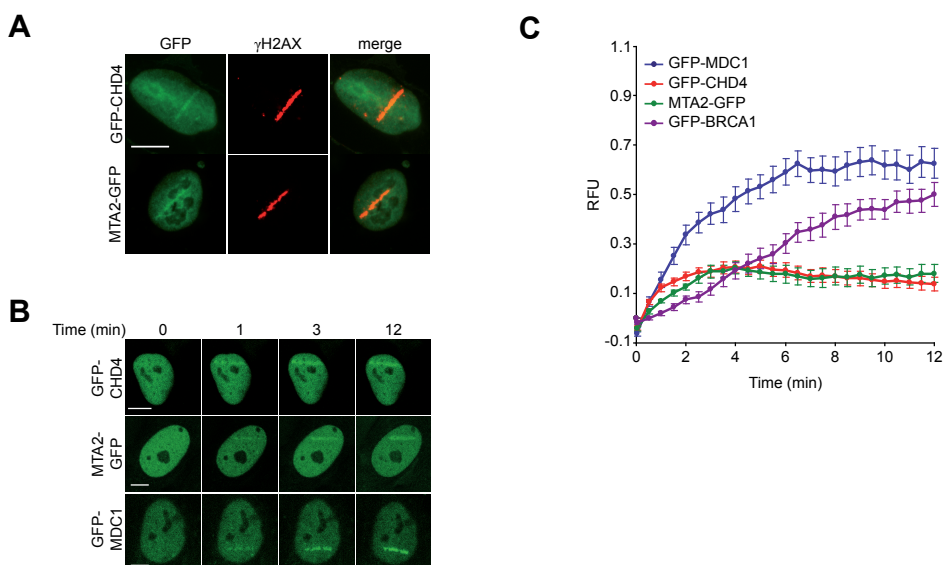 A
GFP
γH2AX
merge
GFP-CHD4
MTA2-GFP
B
Time (min)
0
1
3
12
GFP-
CHD4
MTA2-
GFP
GFP-
MDC1
C
1.1
0.9
0.7
0.5
0.3
0.1
-0.1
RFU
GFP-MDC1
GFP-CHD4
MTA2-GFP
GFP-BRCA1
0
2
4
6
8
10
12
Time (min)